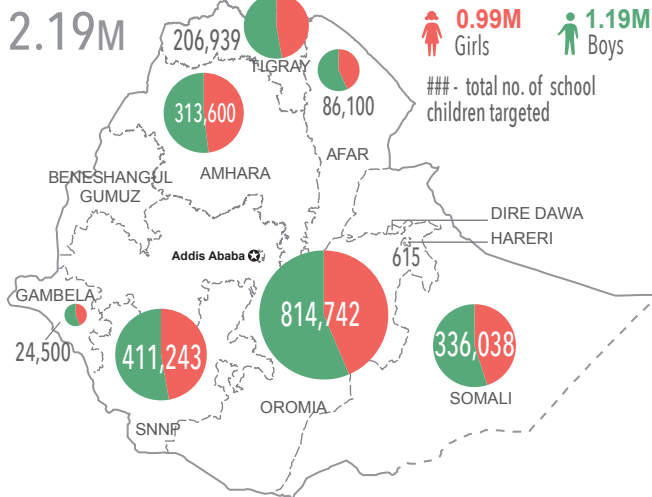 2.19M
0.99M
Girls
1.19M
Boys
### - total no. of school
children targeted
206,939
TIGRAY
86,100
313,600
AFAR
AMHARA
BENESHANGUL
GUMUZ
DIRE DAWA
HARERI
615
Addis Ababa
GAMBELA
24,500
814,742
411,243
336,038
SOMALI
OROMIA
SNNP